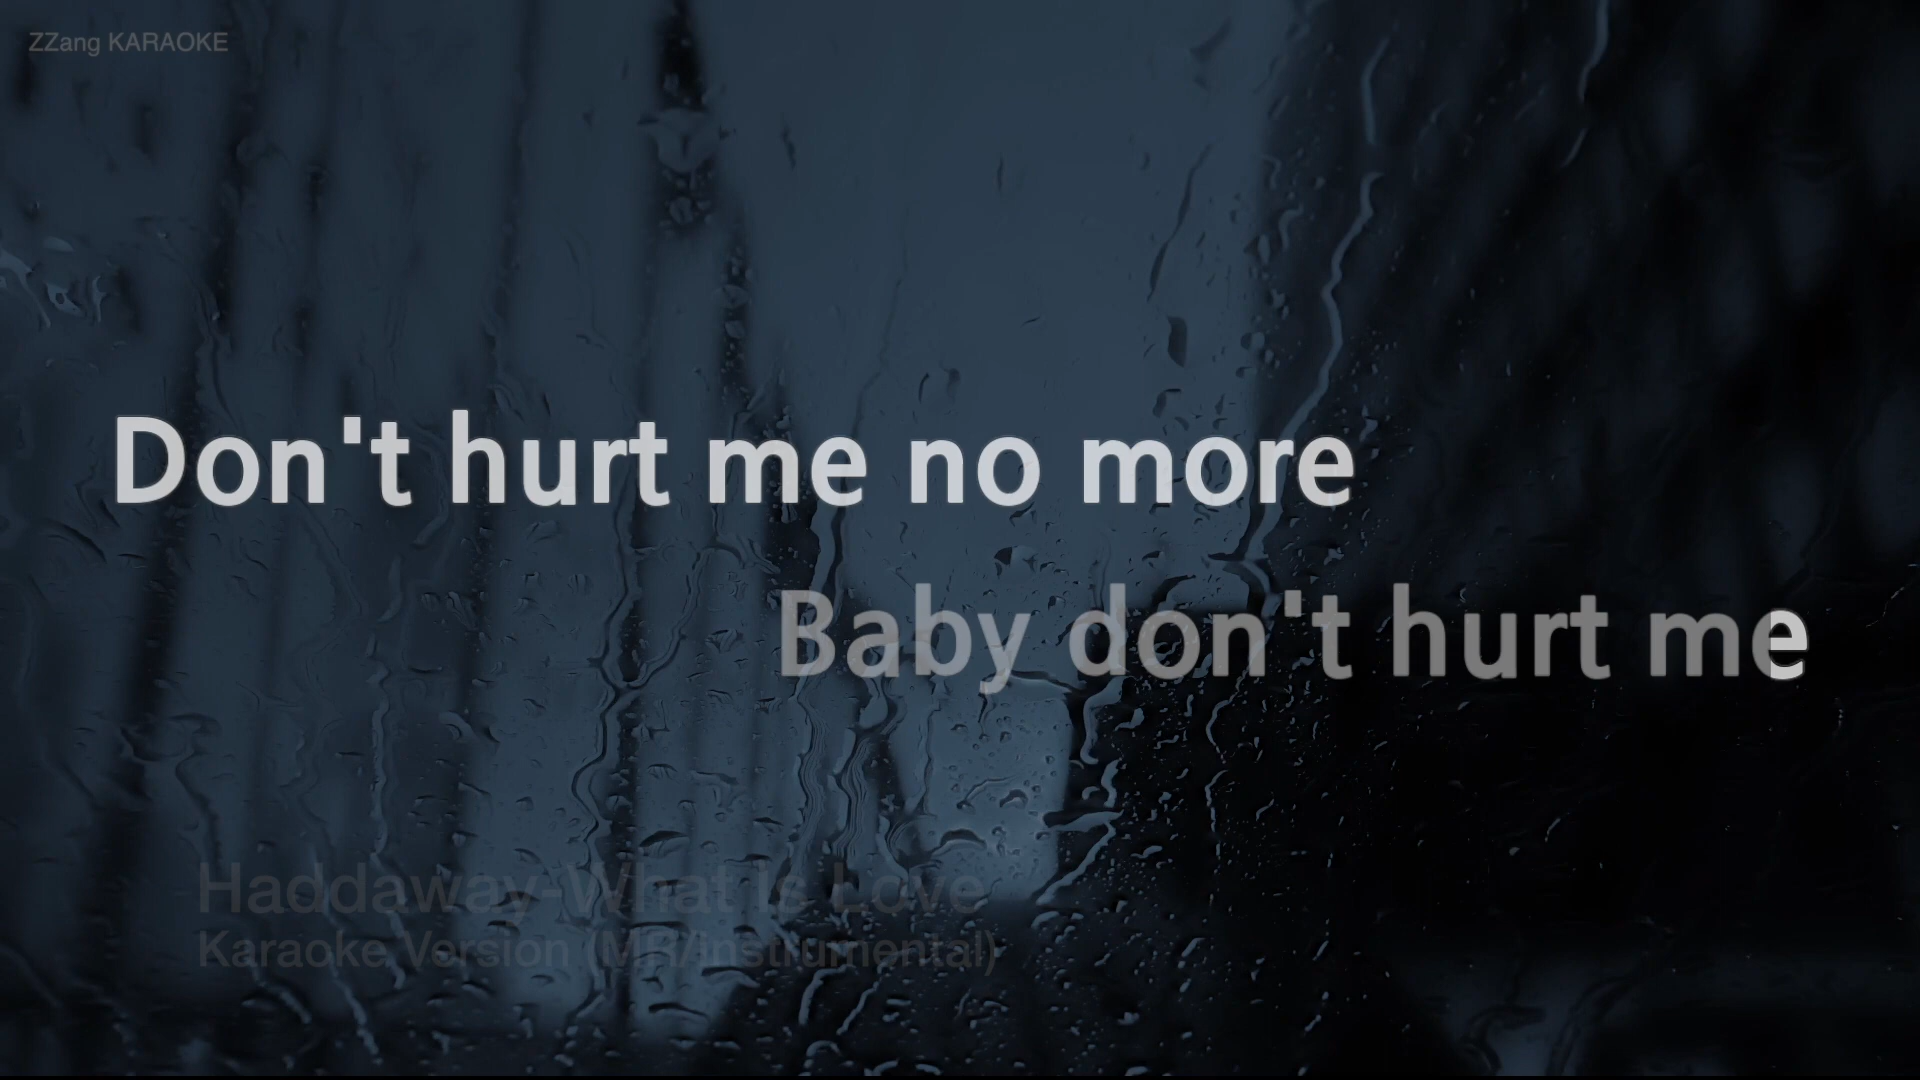 ZZang KARAOKE
Don't hurt me no more
Baby don't hurt me
Haddaway-What Is Love
Karaoke Version (MR/Instrumental)